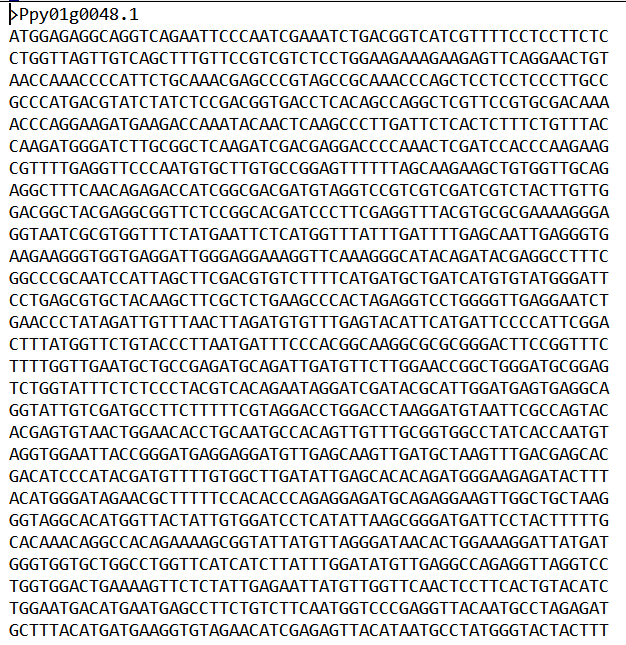 >Ppy01g0048.1
ATGGAGAGGCAGGTCAGAATTCCCAATCGAAATCTGACGGTCATCGTTTTCCTCCTTCTC
CTGGTTAGTTGTCAGCTTTGTTCCGTCGTCTCCTGGAAGAAAGAAGAGTTCAGGAACTGT
AACCAAACCCCATTCTGCAAACGAGCCCGTAGCCGCAAACCCAGCTCCTCCTCCCTTGCC
GCCCATGACGTATCTATCTCCGACGGTGACCTCACAGCCAGGCTCGTTCCGTGCGACAAA
ACCCAGGAAGATGAAGACCAAATACAACTCAAGCCCTTGATTCTCACTCTTTCTGTTTAC
CAAGATGGGATCTTGCGGCTCAAGATCGACGAGGACCCCAAACTCGATCCACCCAAGAAG
CGTTTTGAGGTTCCCAATGTGCTTGTGCCGGAGTTTTTTAGCAAGAAGCTGTGGTTGCAG
AGGCTTTCAACAGAGACCATCGGCGACGATGTAGGTCCGTCGTCGATCGTCTACTTGTTG
GACGGCTACGAGGCGGTTCTCCGGCACGATCCCTTCGAGGTTTACGTGCGCGAAAAGGGA
GGTAATCGCGTGGTTTCTATGAATTCTCATGGTTTATTTGATTTTGAGCAATTGAGGGTG
AAGAAGGGTGGTGAGGATTGGGAGGAAAGGTTCAAAGGGCATACAGATACGAGGCCTTTC
GGCCCGCAATCCATTAGCTTCGACGTGTCTTTTCATGATGCTGATCATGTGTATGGGATT
CCTGAGCGTGCTACAAGCTTCGCTCTGAAGCCCACTAGAGGTCCTGGGGTTGAGGAATCT
GAACCCTATAGATTGTTTAACTTAGATGTGTTTGAGTACATTCATGATTCCCCATTCGGA
CTTTATGGTTCTGTACCCTTAATGATTTCCCACGGCAAGGCGCGCGGGACTTCCGGTTTC
TTTTGGTTGAATGCTGCCGAGATGCAGATTGATGTTCTTGGAACCGGCTGGGATGCGGAG
TCTGGTATTTCTCTCCCTACGTCACAGAATAGGATCGATACGCATTGGATGAGTGAGGCA
GGTATTGTCGATGCCTTCTTTTTCGTAGGACCTGGACCTAAGGATGTAATTCGCCAGTAC
ACGAGTGTAACTGGAACACCTGCAATGCCACAGTTGTTTGCGGTGGCCTATCACCAATGT
AGGTGGAATTACCGGGATGAGGAGGATGTTGAGCAAGTTGATGCTAAGTTTGACGAGCAC
GACATCCCATACGATGTTTTGTGGCTTGATATTGAGCACACAGATGGGAAGAGATACTTT
ACATGGGATAGAACGCTTTTTCCACACCCAGAGGAGATGCAGAGGAAGTTGGCTGCTAAG
GGTAGGCACATGGTTACTATTGTGGATCCTCATATTAAGCGGGATGATTCCTACTTTTTG
CACAAACAGGCCACAGAAAAGCGGTATTATGTTAGGGATAACACTGGAAAGGATTATGAT
GGGTGGTGCTGGCCTGGTTCATCATCTTATTTGGATATGTTGAGGCCAGAGGTTAGGTCC
TGGTGGACTGAAAAGTTCTCTATTGAGAATTATGTTGGTTCAACTCCTTCACTGTACATC
TGGAATGACATGAATGAGCCTTCTGTCTTCAATGGTCCCGAGGTTACAATGCCTAGAGAT
GCTTTACATGATGAAGGTGTAGAACATCGAGAGTTACATAATGCCTATGGGTACTACTTT